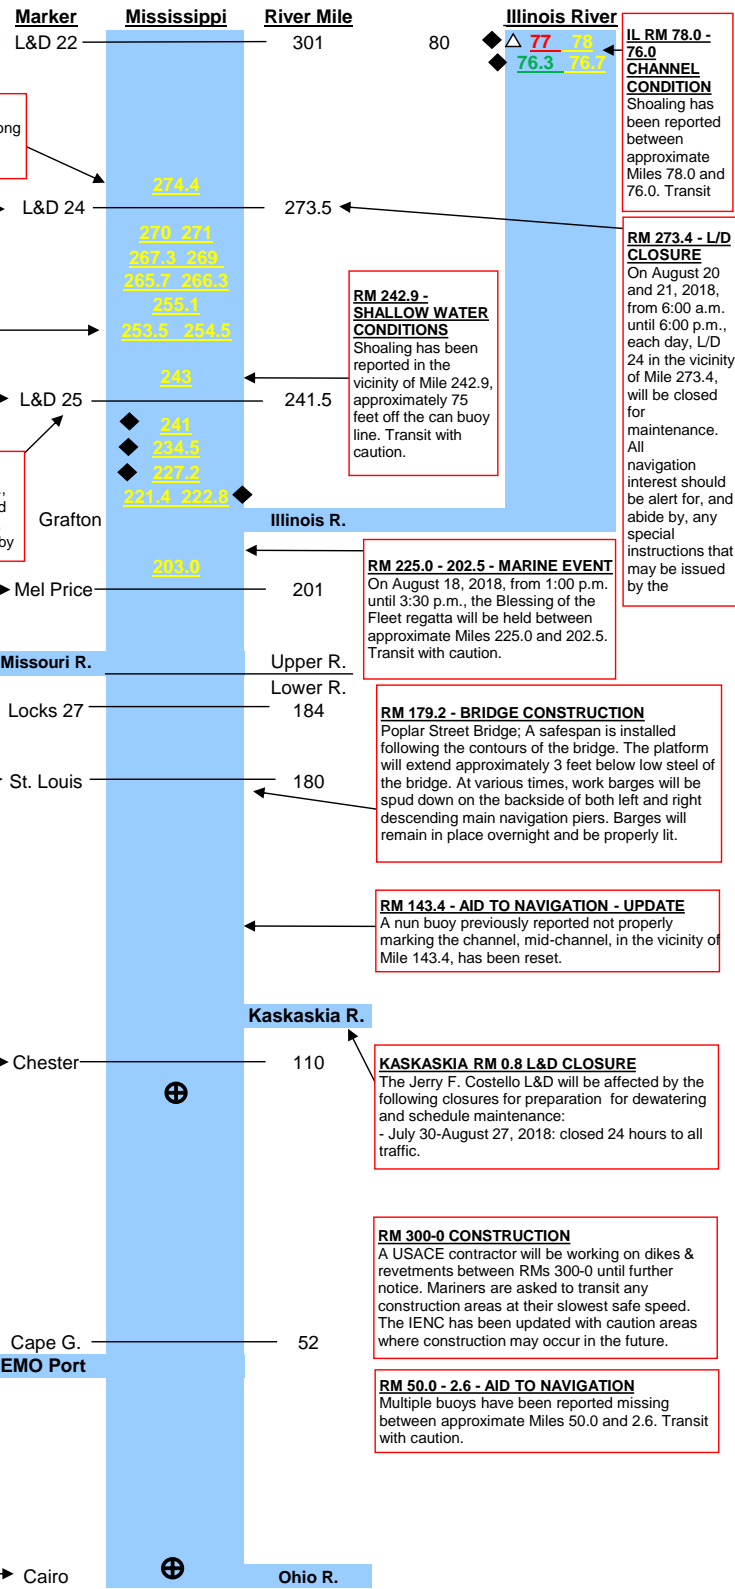 Marker Mississippi River Mile Illinois River
L&D 22 301 80 77 78
76.3 76.7
IL RM 78.0 -
76.0
CHANNEL
CONDITION
Shoaling has
been reported
between
approximate
Miles 78.0 and
76.0. Transit
ong
274.4
L&D 24 273.5
270 271
267.3 269
265.7 266.3
255.1
253.5 254.5
RM 273.4 - L/D
CLOSURE
On August 20
and 21, 2018,
from 6:00 a.m.
until 6:00 p.m.,
each day, L/D
24 in the vicinity
of Mile 273.4,
will be closed
for
maintenance.
All
navigation
interest should
be alert for, and
abide by, any
special
instructions that
may be issued
by the
RM 242.9 -
SHALLOW WATER
CONDITIONS
Shoaling has been
reported in the
vicinity of Mile 242.9,
approximately 75
feet off the can buoy
line. Transit with
caution.
243
L&D 25 241.5
241
234.5
227.2
221.4 222.8
,
d
by
Grafton
Illinois R.
203.0
RM 225.0 - 202.5 - MARINE EVENT
On August 18, 2018, from 1:00 p.m.
until 3:30 p.m., the Blessing of the
Fleet regatta will be held between
approximate Miles 225.0 and 202.5.
Transit with caution.
Mel Price 201
Missouri R. Upper R.
Lower R.
Locks 27 184
RM 179.2 - BRIDGE CONSTRUCTION
Poplar Street Bridge; A safespan is installed
following the contours of the bridge. The platform
will extend approximately 3 feet below low steel of
the bridge. At various times, work barges will be
spud down on the backside of both left and right
descending main navigation piers. Barges will
remain in place overnight and be properly lit.
St. Louis 180
RM 143.4 - AID TO NAVIGATION - UPDATE
A nun buoy previously reported not properly
marking the channel, mid-channel, in the vicinity of
Mile 143.4, has been reset.
Kaskaskia R.
Chester 110
KASKASKIA RM 0.8 L&D CLOSURE
The Jerry F. Costello L&D will be affected by the
following closures for preparation for dewatering
and schedule maintenance:
- July 30-August 27, 2018: closed 24 hours to all
traffic.
RM 300-0 CONSTRUCTION
A USACE contractor will be working on dikes &
revetments between RMs 300-0 until further
notice. Mariners are asked to transit any
construction areas at their slowest safe speed.
The IENC has been updated with caution areas
where construction may occur in the future.
Cape G. 52
EMO Port
RM 50.0 - 2.6 - AID TO NAVIGATION
Multiple buoys have been reported missing
between approximate Miles 50.0 and 2.6. Transit
with caution.
Cairo Ohio R.